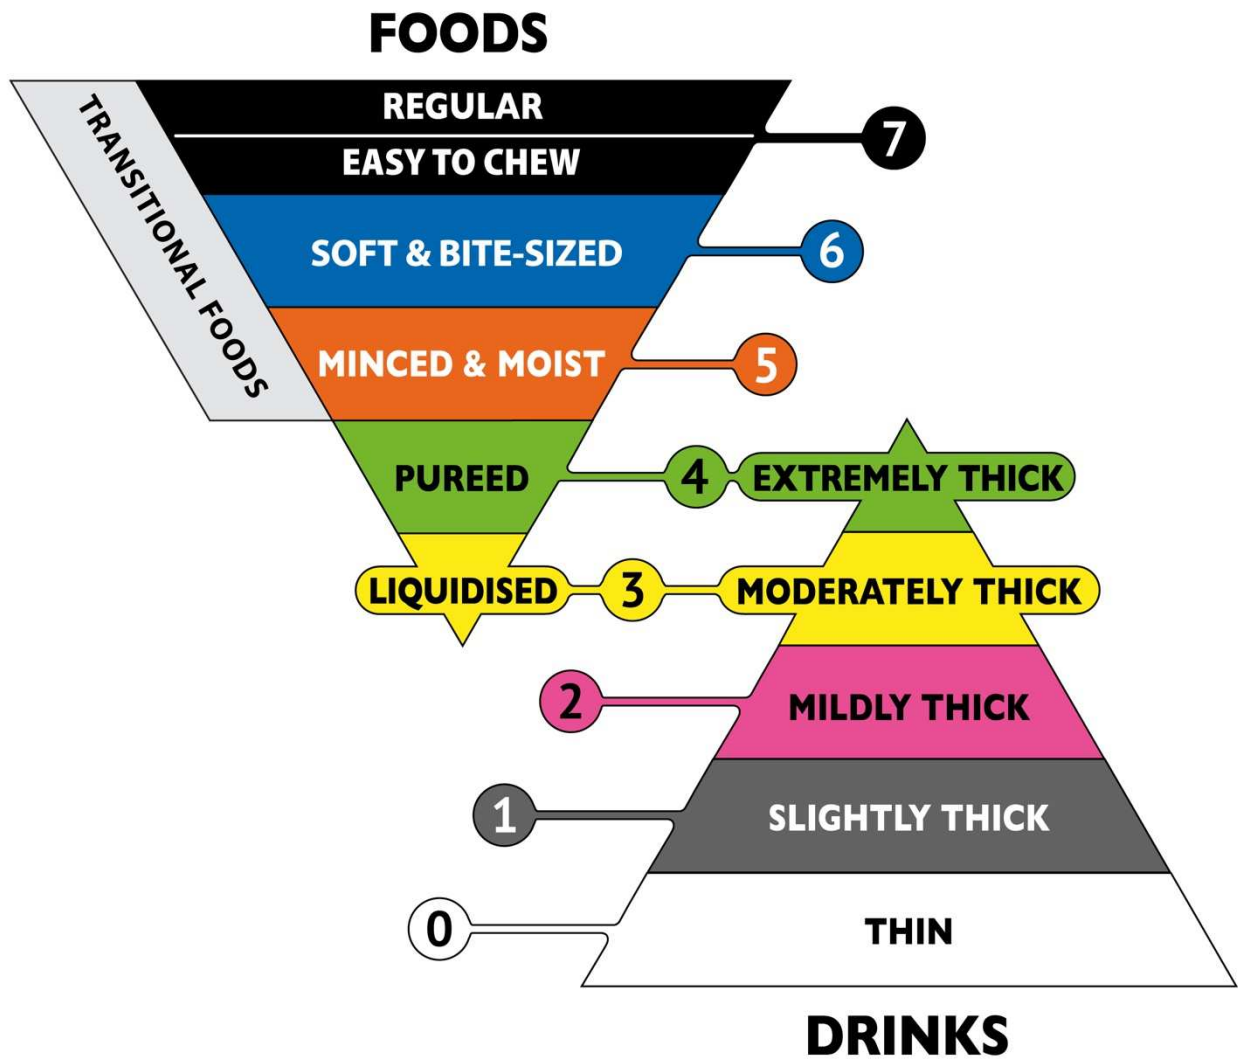 FOODS
TRANSITIONAL FOODS
REGULAR
7
EASY TO CHEW
SOFT & BITE-SIZED
6
MINCED & MOIST
5
PUREED
4
EXTREMELY THICK
LIQUIDISED
3
MODERATELY THICK
2
MILDLY THICK
1
SLIGHTLY THICK
0
THIN
DRINKS